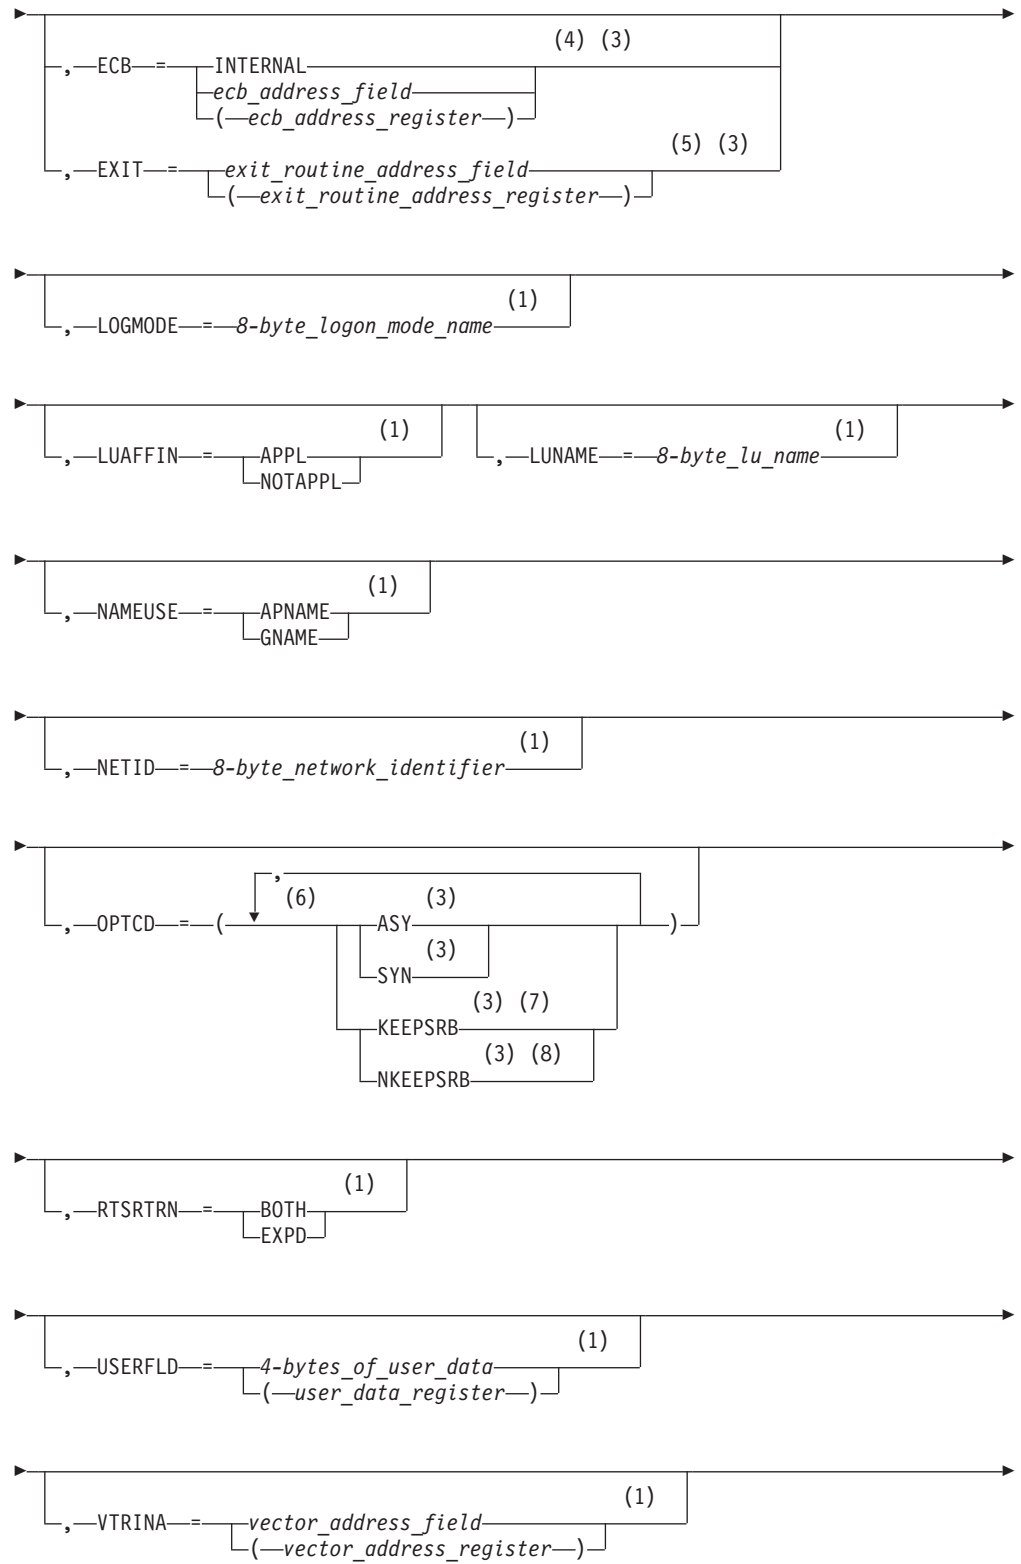 (4) (3)
, ECB = INTERNAL
ecb_address_field
( ecb_address_register )
(5) (3)
, EXIT = exit_routine_address_field
( exit_routine_address_register )
(1)
, LOGMODE = 8-byte_logon_mode_name
(1) (1)
, LUAFFIN = APPL , LUNAME = 8-byte_lu_name
NOTAPPL
(1)
, NAMEUSE = APNAME
GNAME
(1)
, NETID = 8-byte_network_identifier
,
(6) (3)
, OPTCD = ( ASY )
(3)
SYN
(3) (7)
KEEPSRB
(3) (8)
NKEEPSRB
(1)
, RTSRTRN = BOTH
EXPD
(1)
, USERFLD = 4-bytes_of_user_data
( user_data_register )
(1)
, VTRINA = vector_address_field
( vector_address_register )